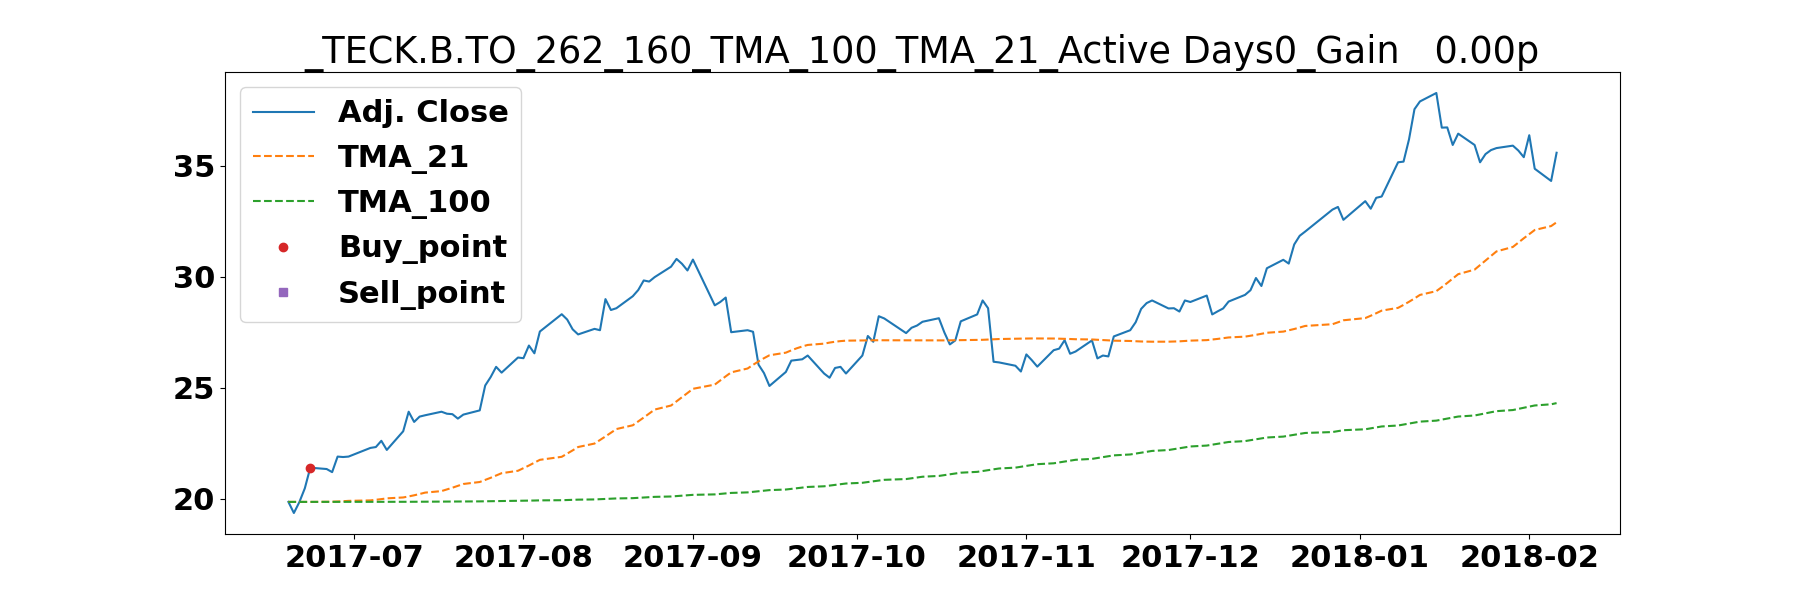 _TECK.B.TO_262_160_TMA_100_TMA_21_Active Days0_Gain   0.00p
Adj. Close
TMA_21
TMA_100
Buy_point
Sell_point
35
30
25
20
2017-07 2017-08 2017-09 2017-10 2017-11 2017-12 2018-01 2018-02